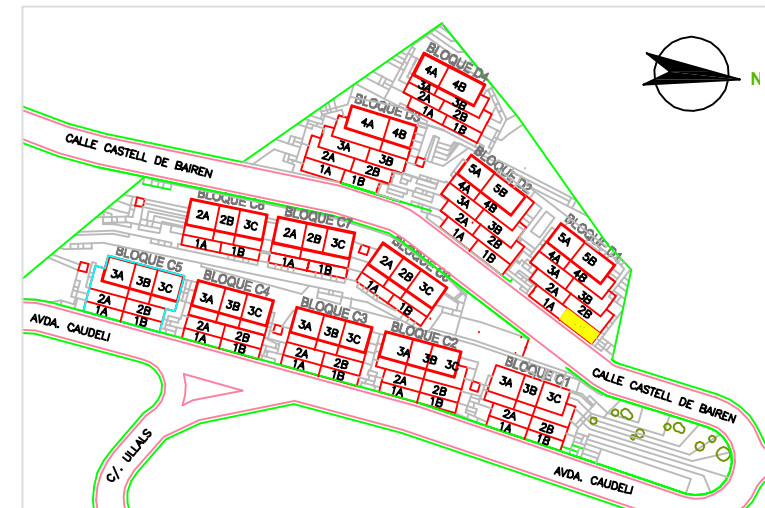 BLOQUE D4
4A 4B
3A 3B
2A 2B
1A 1B
N
BLOQUE D3
4A 4B
3A 3B
2A 2B
1A 1B
CALLE CASTELL DE BAIREN
BLOQUE D2
5A 5B
4A 4B
3A 3B
2A 2B
1A 1B
BLOQUE D1
5A 5B
4A 4B
3A 3B
2A 2B
1A
BLOQUE C6
2A 2B 3C
1A 1B
BLOQUE C7
2A 2B 3C
1A 1B
BLOQUE
2A 2B 3C
1A 1B
BLOQUE C5
3A 3B 3C
2A 2B
1A 1B
BLOQUE C4
3A 3B 3C
2A 2B
1A 1B
BLOQUE C3
3A 3B 3C
2A 2B
1A 1B
BLOQUE C2
3A 3B 3C
2A 2B
1A 1B
BLOQUE C1
3A 3B 3C
2A 2B
1A 1B
AVDA. CAUDELI
CALLE CASTELL DE BAIREN
C/. ULLALS
AVDA. CAUDELI